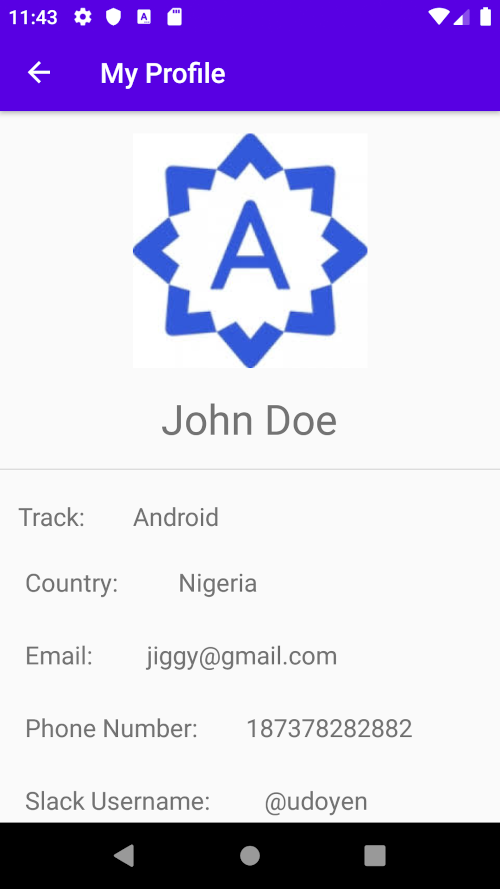 11:43
My Profile
A
John Doe
Track: Android
Country: Nigeria
Email: jiggy@gmail.com
Phone Number: 187378282882
Slack Username: @udoyen